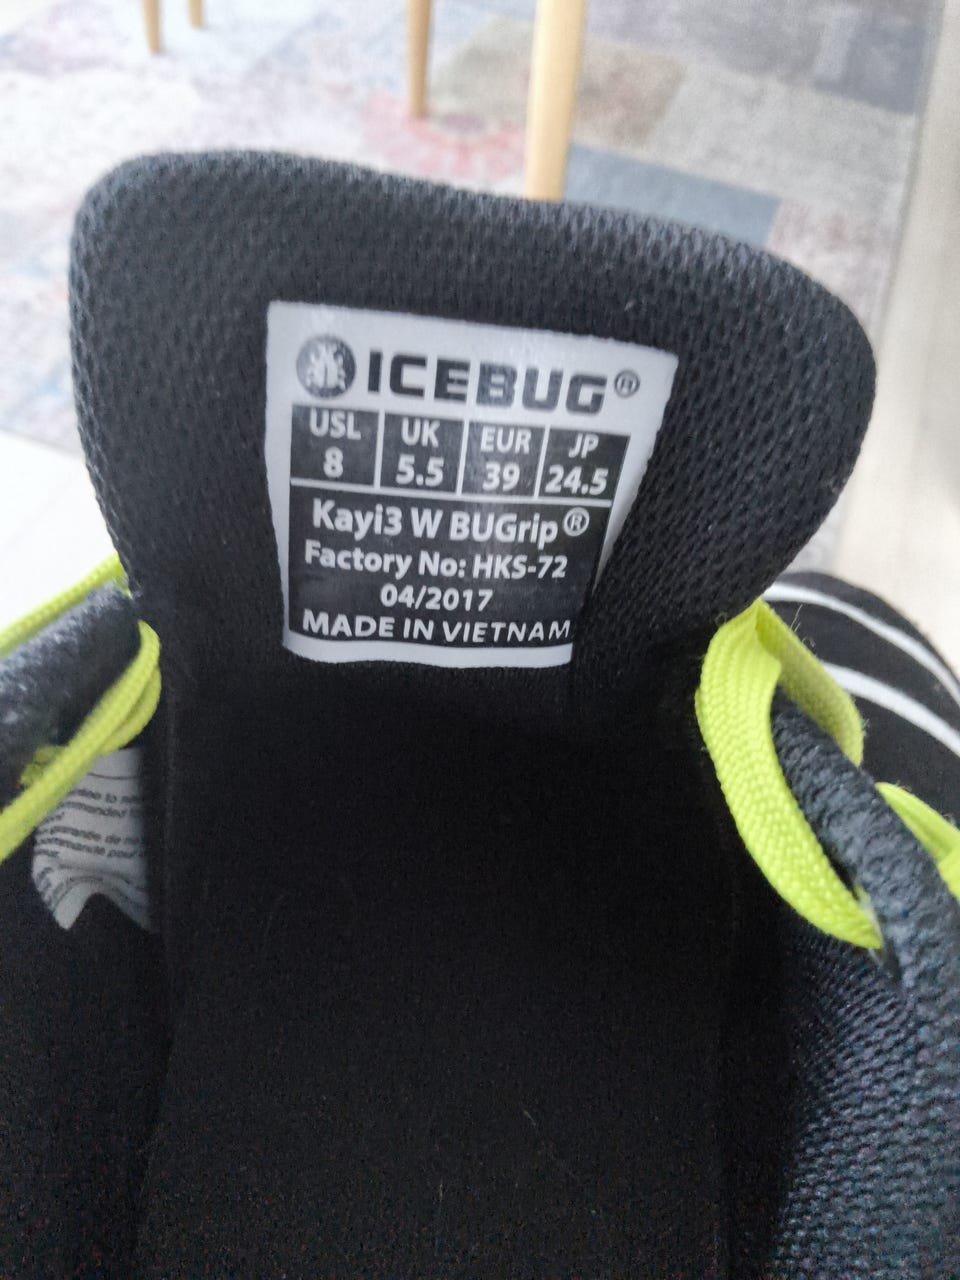 ICEBUG®
USL UK EUR JP
8 5.5 39 24.5
Kayi3 W BUGrip®
Factory No: HKS-72
04/2017
MADE IN VIETNAM